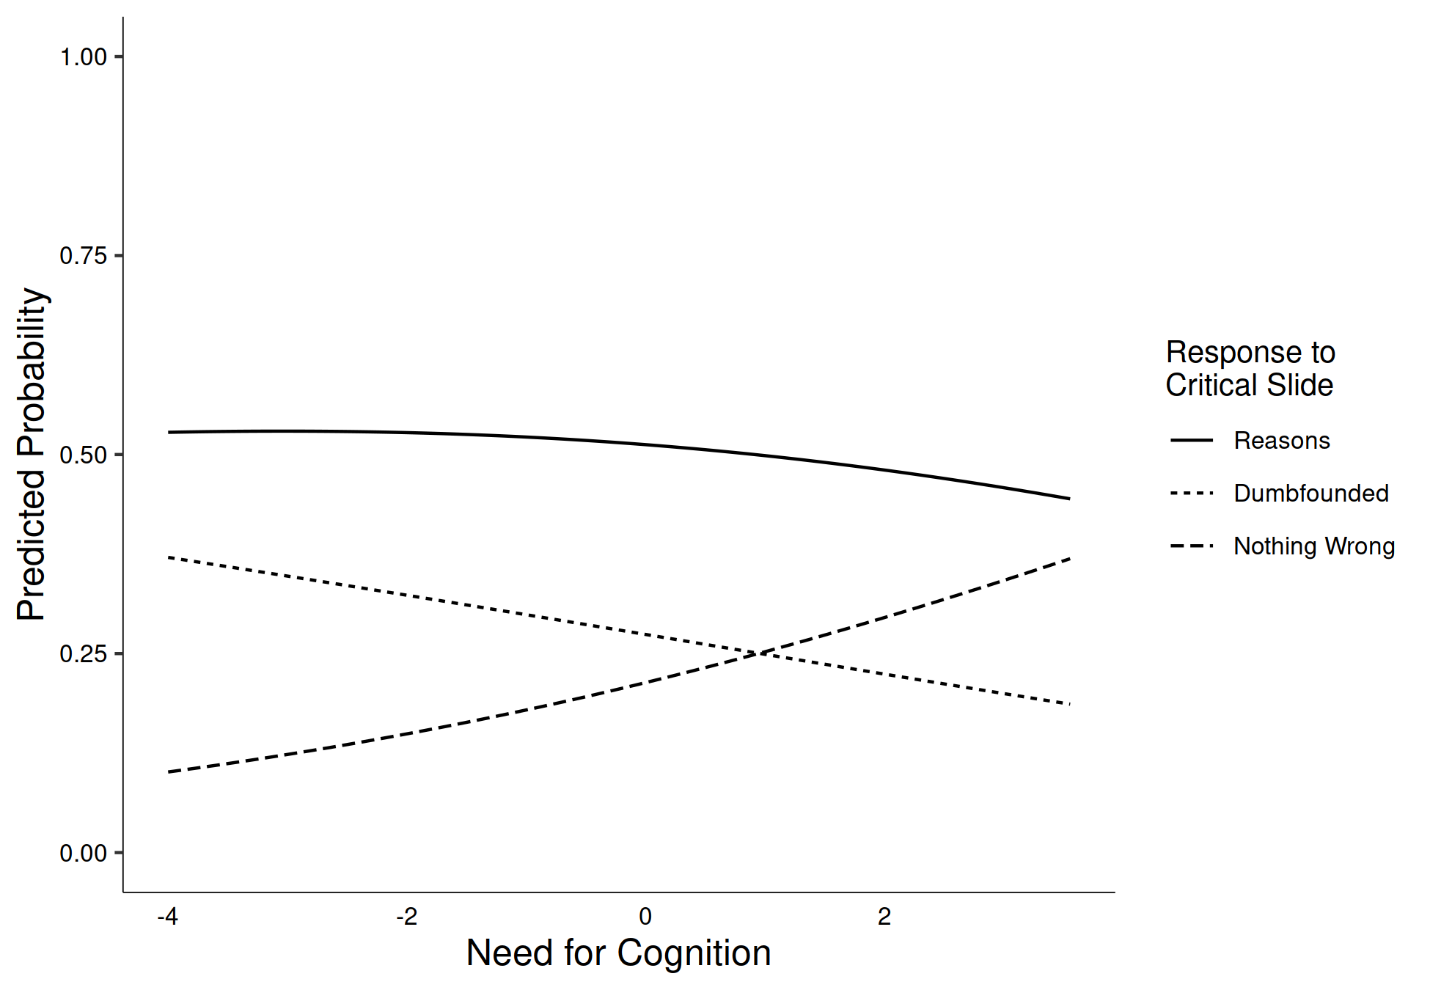 1.00
0.75
0.50
0.25
0.00
Predicted Probability
-4
-2
0
2
Need for Cognition
Response to
Critical Slide
Reasons
Dumbfounded
Nothing Wrong